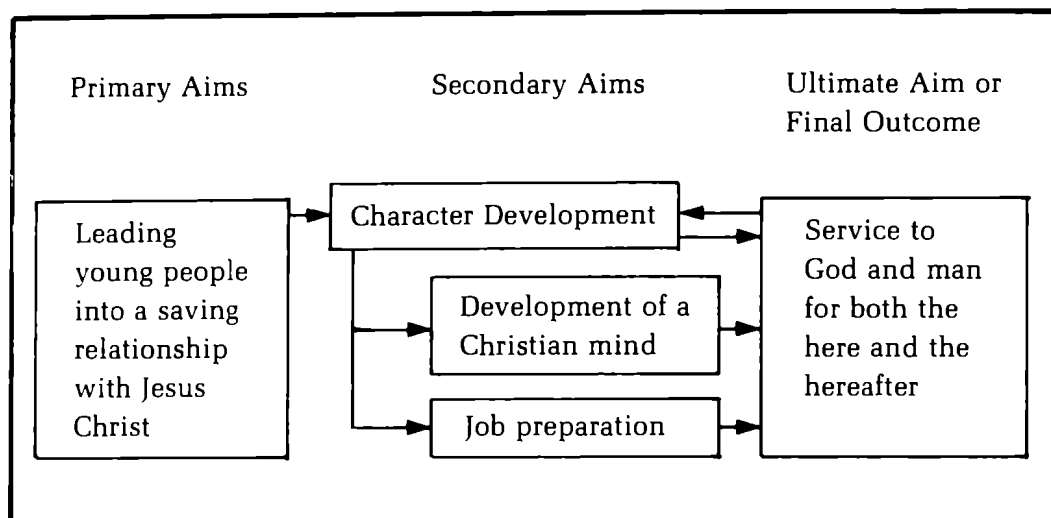 Primary Aims
Secondary Aims
Ultimate Aim or
Final Outcome
Leading
young people
into a saving
relationship
with Jesus
Christ
Character Development
Development of a
Christian mind
Job preparation
Service to
God and man
for both the
here and the
hereafter